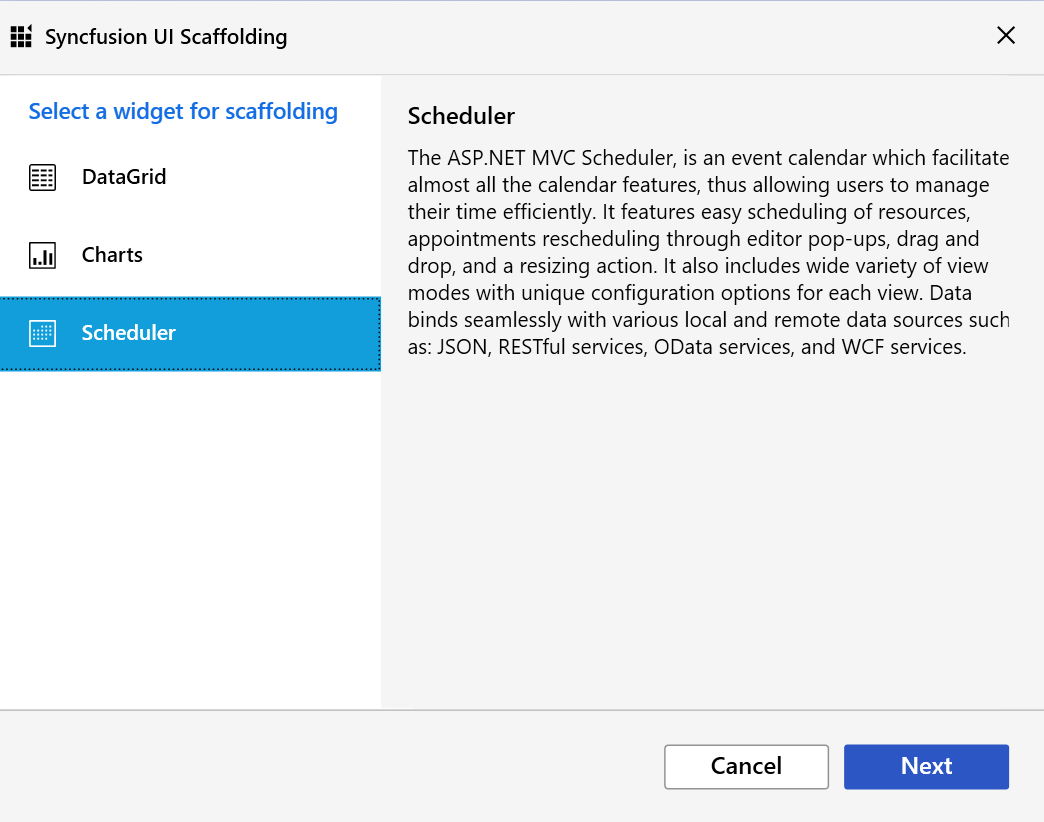 Syncfusion UI Scaffolding
Select a widget for scaffolding
DataGrid
Charts
Scheduler
Scheduler
The ASP.NET MVC Scheduler, is an event calendar which facilitate
almost all the calendar features, thus allowing users to manage
their time efficiently. It features easy scheduling of resources,
appointments rescheduling through editor pop-ups, drag and
drop, and a resizing action. It also includes wide variety of view
modes with unique configuration options for each view. Data
binds seamlessly with various local and remote data sources such
as: JSON, RESTful services, OData services, and WCF services.
Cancel
Next